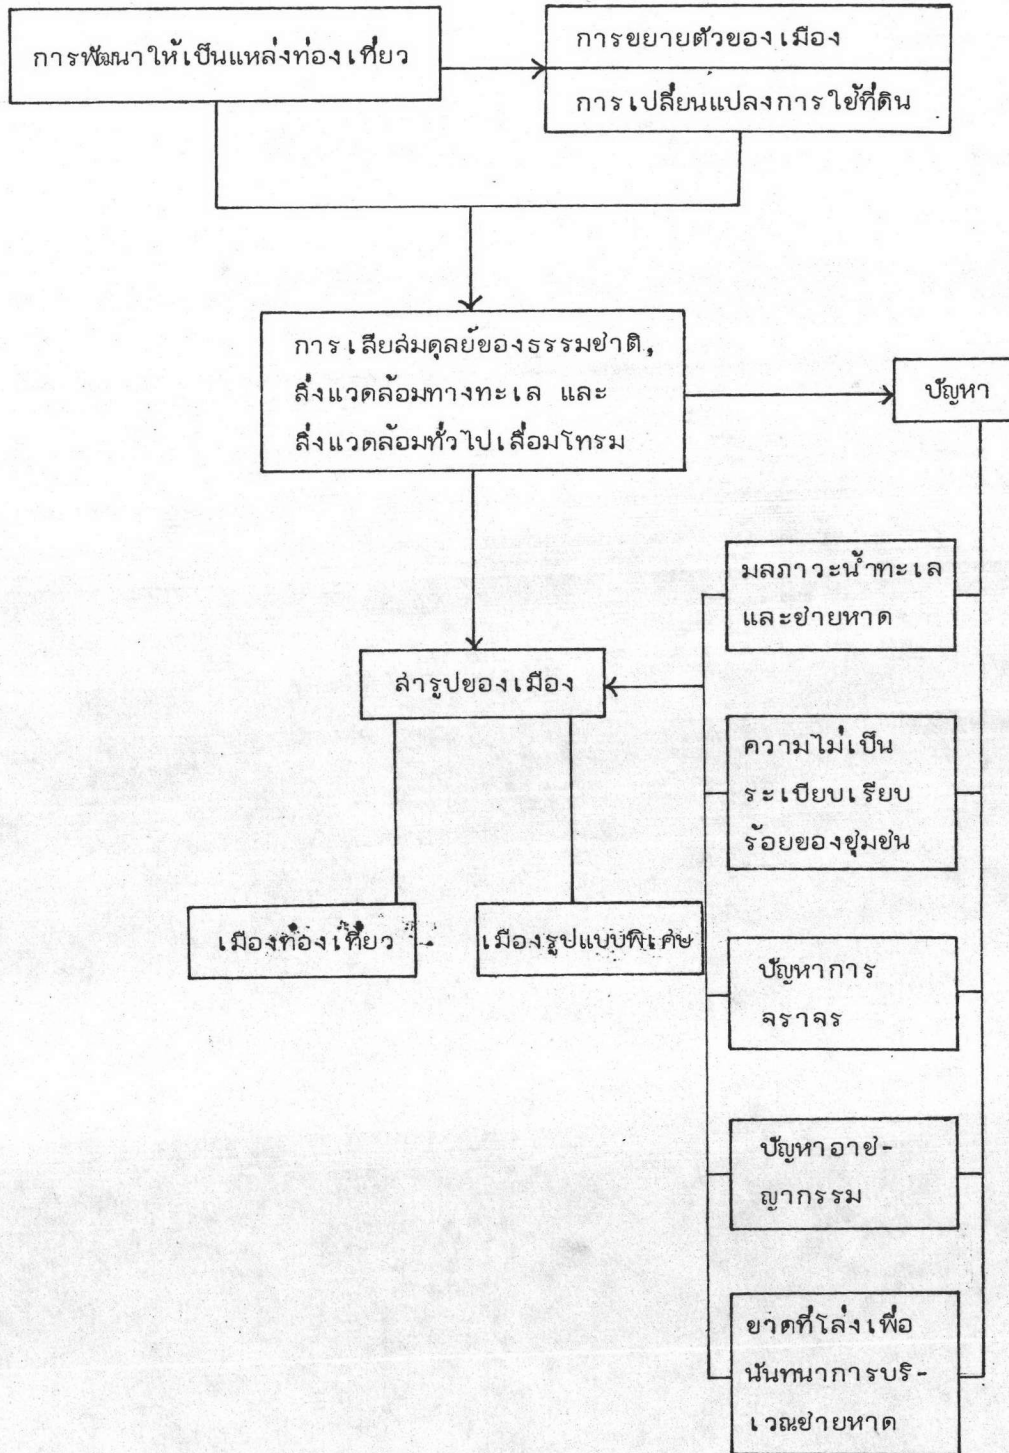 การพัฒนาให้เป็นแหล่งท่องเที่ยว
การขยายตัวของเมือง
การเปลี่ยนแปลงการใช้ที่ดิน
การเสียสมดุลย์ของธรรมชาติ,
สิ่งแวดล้อมทางทะเล และ
สิ่งแวดล้อมทั่วไปเสื่อมโทรม
ปัญหา
มลภาวะน้ำทะเล
และชายหาด
สารูปของเมือง
ความไม่เป็น
ระเบียบเรียบ
ร้อยของชุมชน
เมืองท่องเที่ยว
เมืองรูปแบบพิเศษ
ปัญหาการ
จราจร
ปัญหาอาช-
ญากรรม
ขาดที่โล่งเพื่อ
นันทนาการบริ-
เวณชายหาด